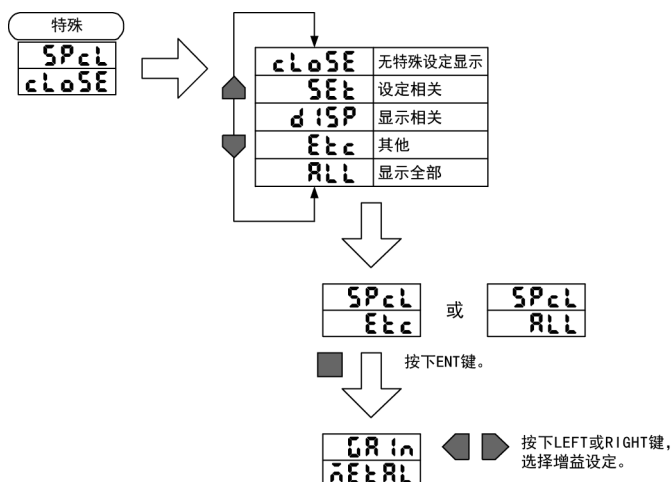 特殊
SPcL
cLoSE
cLoSE 无特殊设定显示
SEt 设定相关
dISP 显示相关
Etc 其他
ALL 显示全部
SPcL 或 SPcL
Etc ALL
按下ENT键。
GAIn
MEtAL
按下LEFT或RIGHT键，
选择增益设定。